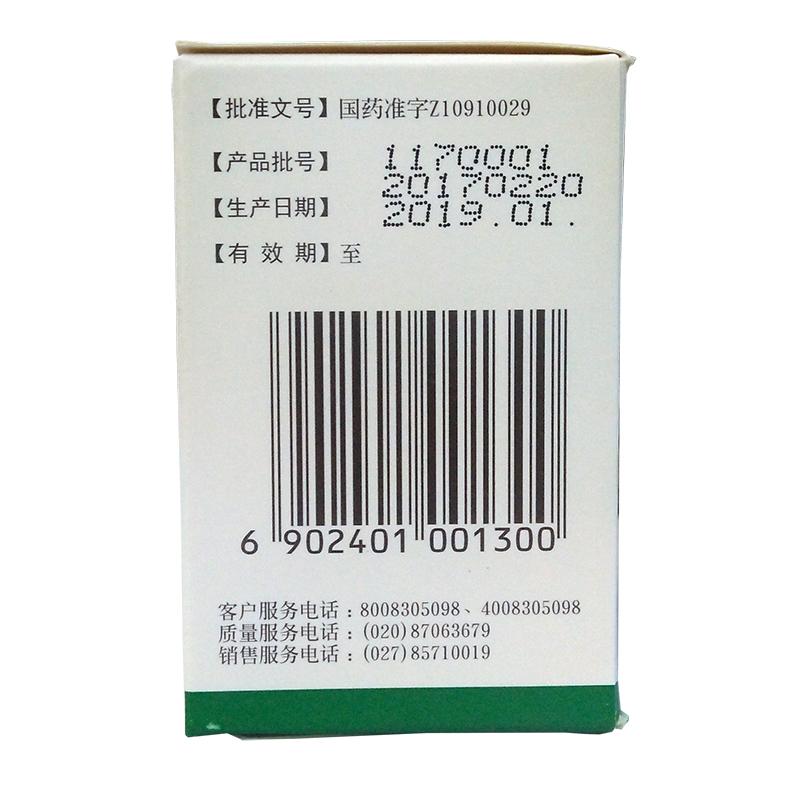 【批准文号】国药准字Z10910029
【产品批号】 1170001
【生产日期】 20170220
2019.01.
【有 效 期】至
6 902401 001300
客户服务电话：8008305098、4008305098
质量服务电话：(020)87063679
销售服务电话：(027)85710019